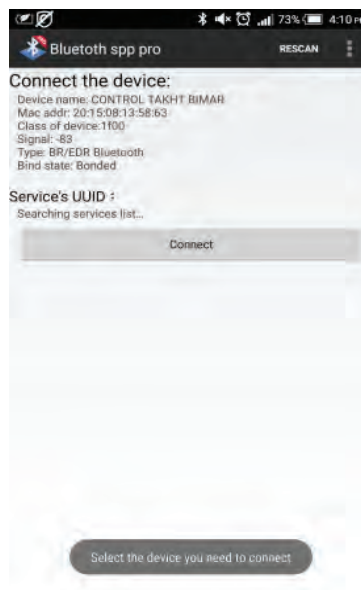 73% 4:10 P
Bluetoth spp pro RESCAN
Connect the device:
Device name: CONTROL TAKHT BIMAR
Mac addr: 20:15:08:13:58:63
Class of device:1f00
Signal: -83
Type: BR/EDR Bluetooth
Bind state: Bonded
Service's UUID :
Searching services list...
Connect
Select the device you need to connect